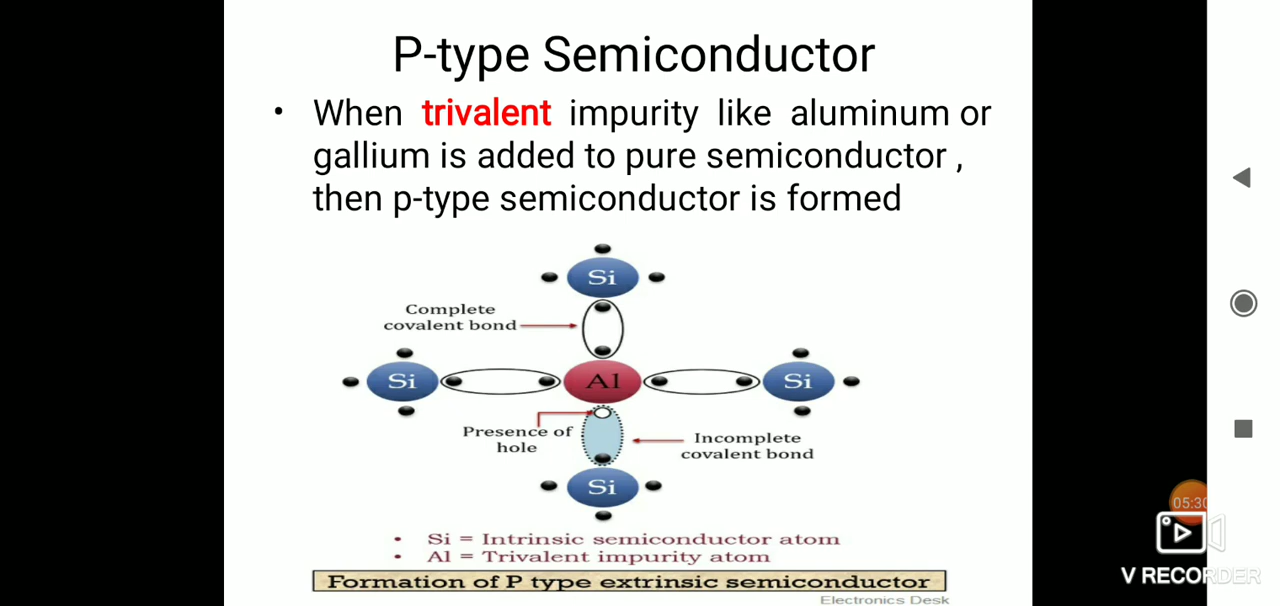 P-type Semiconductor
• When trivalent impurity like aluminum or
gallium is added to pure semiconductor ,
then p-type semiconductor is formed
Si
Complete
covalent bond
Si
Al
Si
Presence of
hole
Incomplete
covalent bond
Si
• Si = Intrinsic semiconductor atom
• Al = Trivalent impurity atom
Formation of P type extrinsic semiconductor
Electronics Desk
05:30
V RECORDER